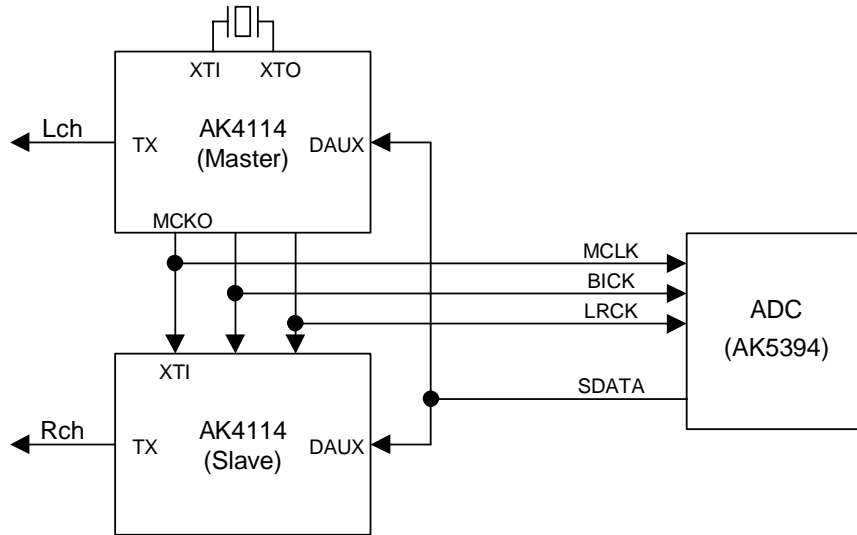 XTI XTO
AK4114
(Master)
Lch
TX
DAUX
MCKO
MCLK
BICK
LRCK
ADC
(AK5394)
SDATA
XTI
AK4114
(Slave)
Rch
TX
DAUX